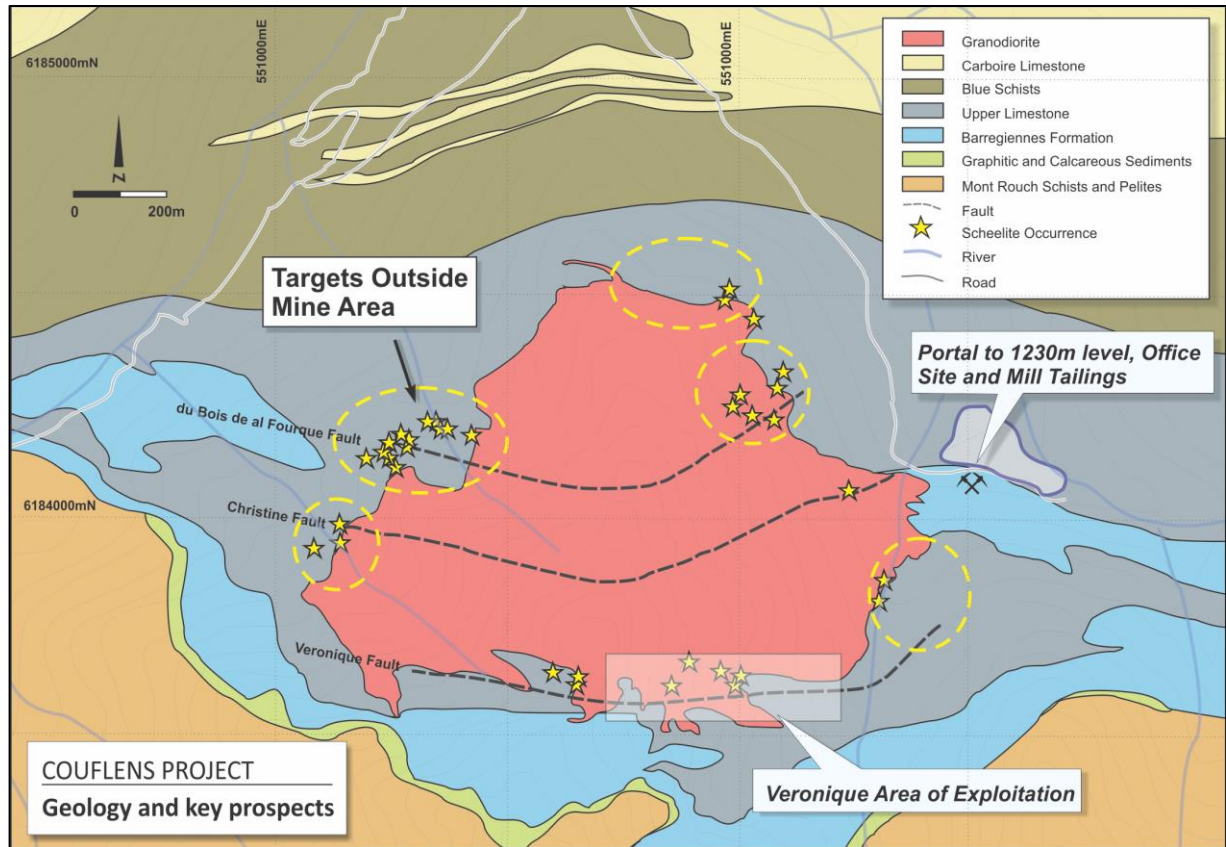 6185000mN
551000mE
551000mE
Granodiorite
Carboire Limestone
Blue Schists
Upper Limestone
Barregiennes Formation
Graphitic and Calcareous Sediments
Mont Rouch Schists and Pelites
Fault
Scheelite Occurrence
River
Road
N
0 200m
Targets Outside
Mine Area
Portal to 1230m level, Office
Site and Mill Tailings
du Bois de al Fourque Fault
6184000mN
Christine Fault
Veronique Fault
Veronique Area of Exploitation
COUFLENS PROJECT
Geology and key prospects